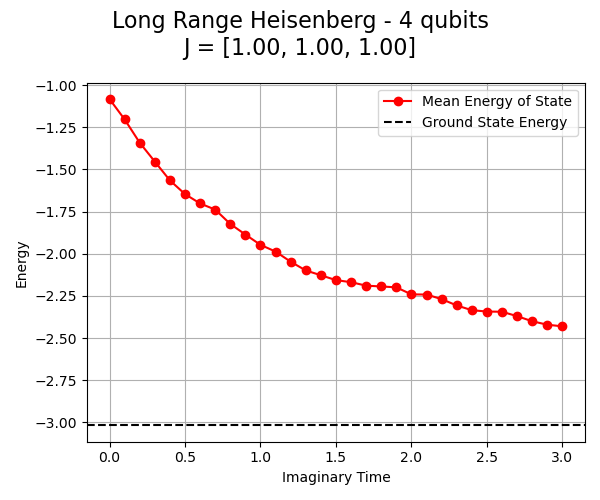 Long Range Heisenberg - 4 qubits
J = [1.00, 1.00, 1.00]
Mean Energy of State
Ground State Energy
−1.00
−1.25
−1.50
−1.75
−2.00
−2.25
−2.50
−2.75
−3.00
Energy
0.0 0.5 1.0 1.5 2.0 2.5 3.0
Imaginary Time